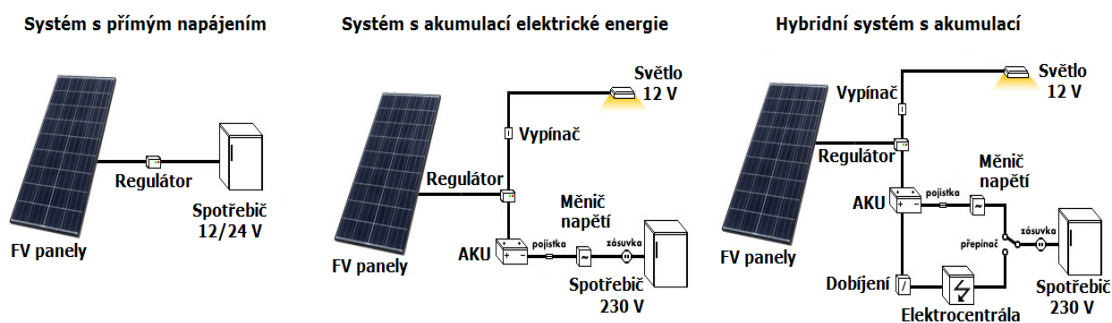 Systém s přímým napájením
Regulátor
Spotřebič
12/24 V
FV panely
Systém s akumulací elektrické energie
Světlo
12 V
Vypínač
Regulátor
Měnič
napětí
AKU
pojistka
zásuvka
FV panely
Spotřebič
230 V
Hybridní systém s akumulací
Světlo
12 V
Vypínač
Regulátor
Měnič
napětí
AKU
pojistka
přepínač
zásuvka
FV panely
Dobíjení
Elektrocentrála
Spotřebič
230 V